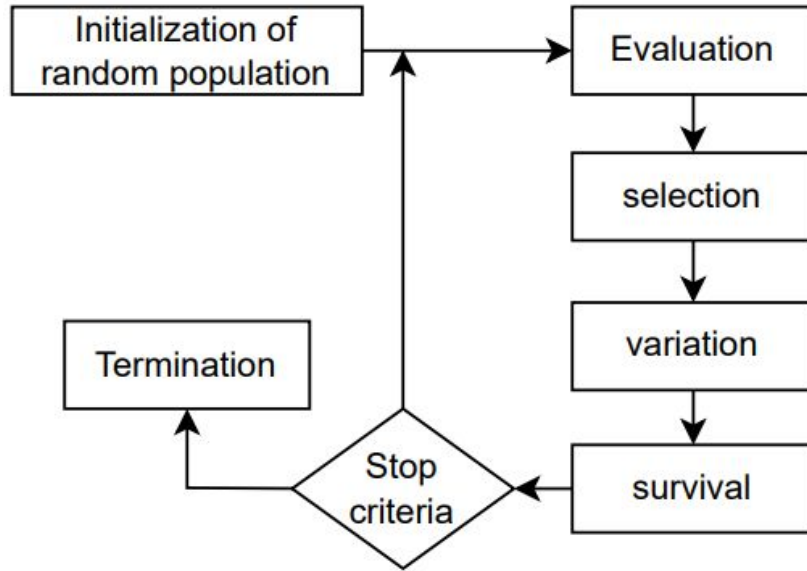 Initialization of
random population
Evaluation
selection
variation
survival
Stop
criteria
Termination